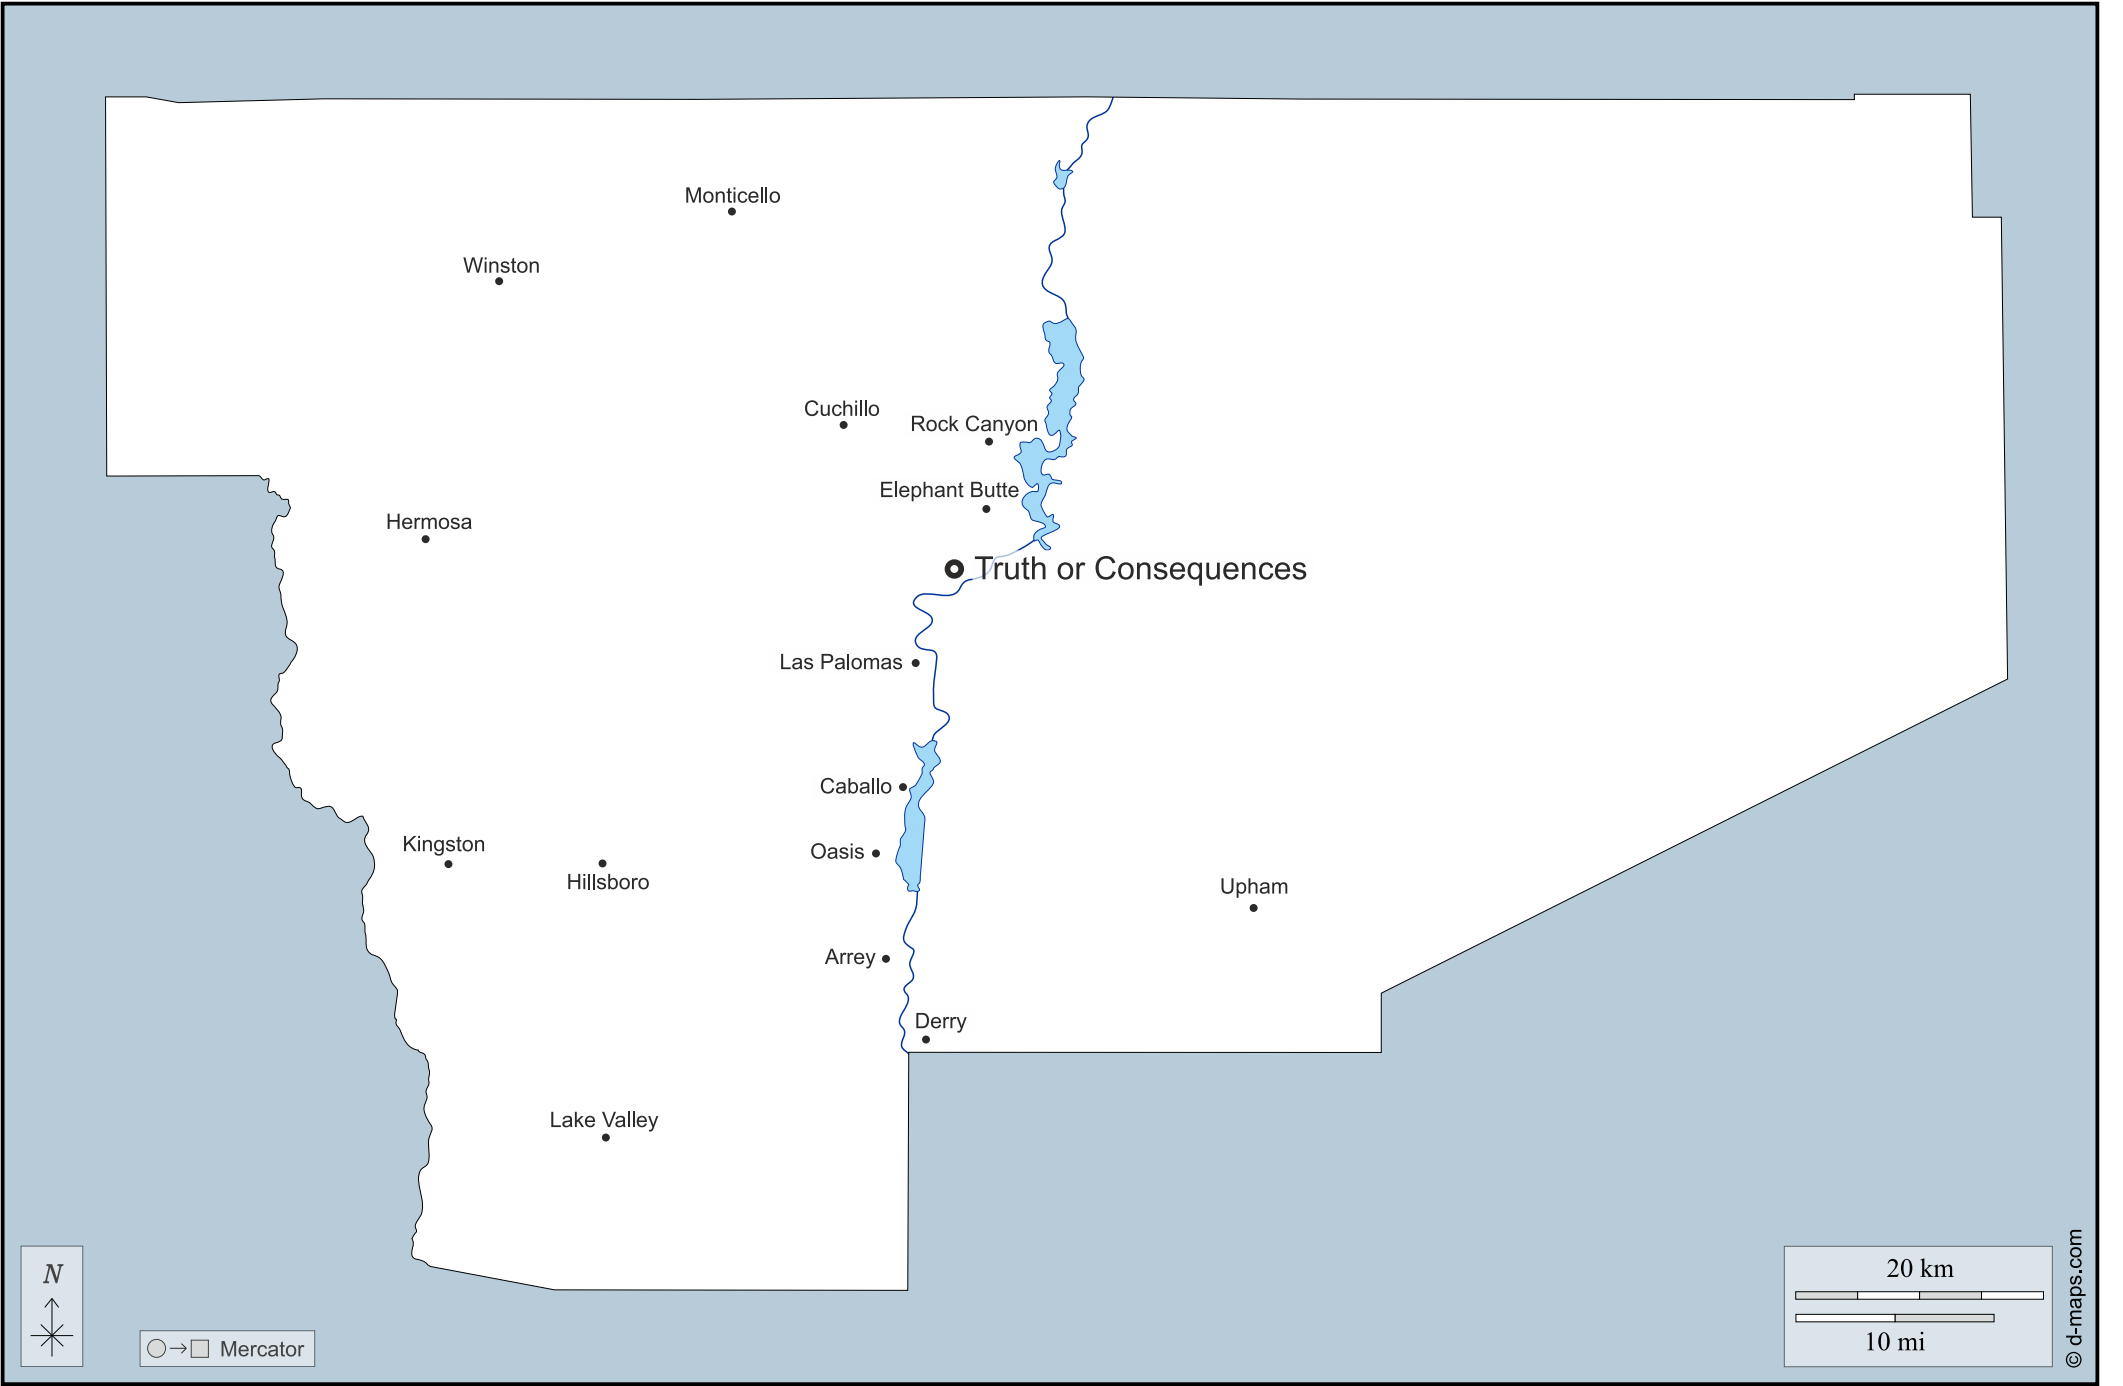 Monticello
Winston
Cuchillo
Rock Canyon
Elephant Butte
Hermosa
Truth or Consequences
Las Palomas
Caballo
Kingston
Oasis
Hillsboro
Upham
Arrey
Derry
Lake Valley
N
Mercator
20 km
10 mi
© d-maps.com